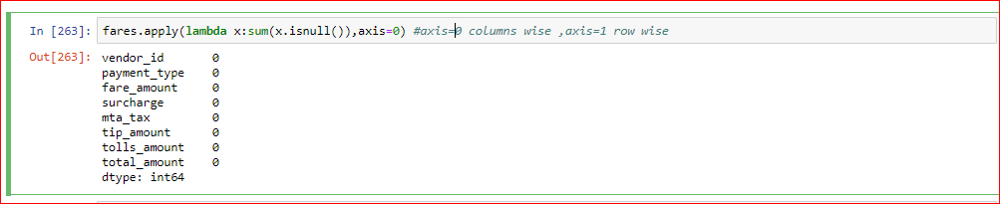 In [263]: fares.apply(lambda x:sum(x.isnull()),axis=0) #axis=0 columns wise ,axis=1 row wise
Out[263]: vendor_id 0
payment_type 0
fare_amount 0
surcharge 0
mta_tax 0
tip_amount 0
tolls_amount 0
total_amount 0
dtype: int64